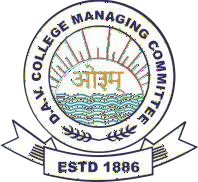 D.A.V. COLLEGE MANAGING COMMITTEE
ओ३म्
ESTD 1886